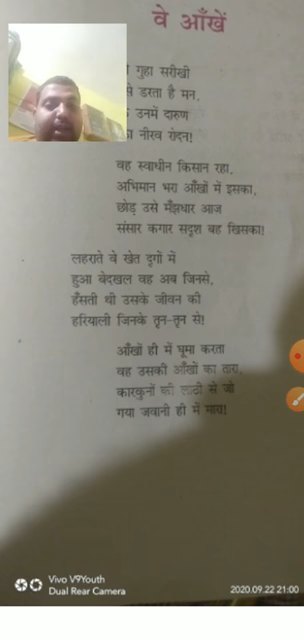 वे आँखें
गुहा सरीखी
से डरता है मन,
उनमें दारुण
नीरव रोदन!
वह स्वाधीन किसान रहा,
अभिमान भरा आँखों में इसका,
छोड़ उसे मँझधार आज
संसार कगार सदृश बह खिसका!
लहराते वे खेत दृगों में
हुआ बेदखल वह अब जिनसे,
हँसती थी उसके जीवन की
हरियाली जिनके तृन-तृन से!
आँखों ही में घूमा करता
वह उसकी आँखों का तारा,
कारकुनों की लाठी से जो
गया जवानी ही में मारा!
Vivo V9Youth
Dual Rear Camera
2020.09.22 21:00